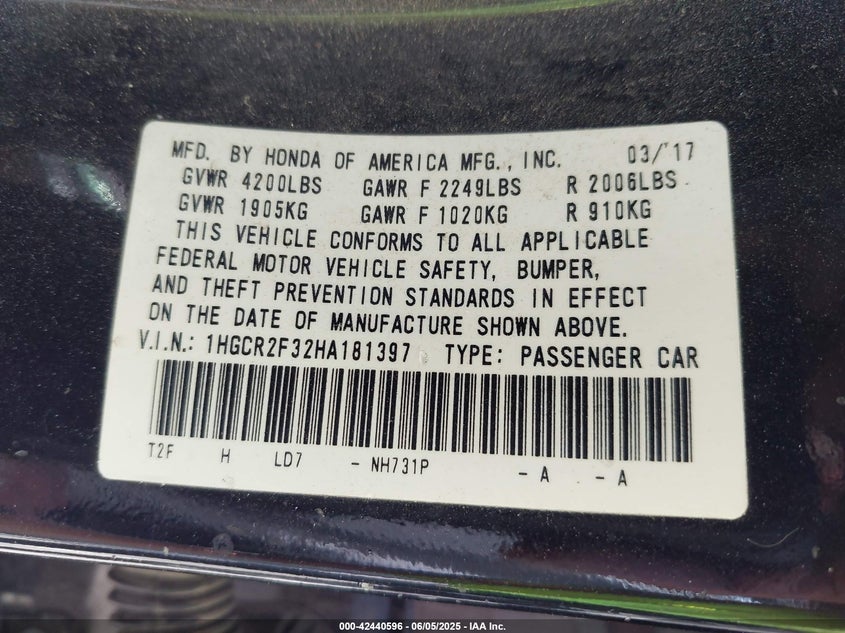 MFD. BY HONDA OF AMERICA MFG., INC. 03/17
GVWR 4200LBS GAWR F 2249LBS R 2006LBS
GVWR 1905KG GAWR F 1020KG R 910KG
THIS VEHICLE CONFORMS TO ALL APPLICABLE
FEDERAL MOTOR VEHICLE SAFETY, BUMPER,
AND THEFT PREVENTION STANDARDS IN EFFECT
ON THE DATE OF MANUFACTURE SHOWN ABOVE.
V.I.N.: 1HGCR2F32HA181397 TYPE: PASSENGER CAR
T2F H LD7 - NH731P - A - A
000-42440596 - 06/05/2025 - IAA Inc.